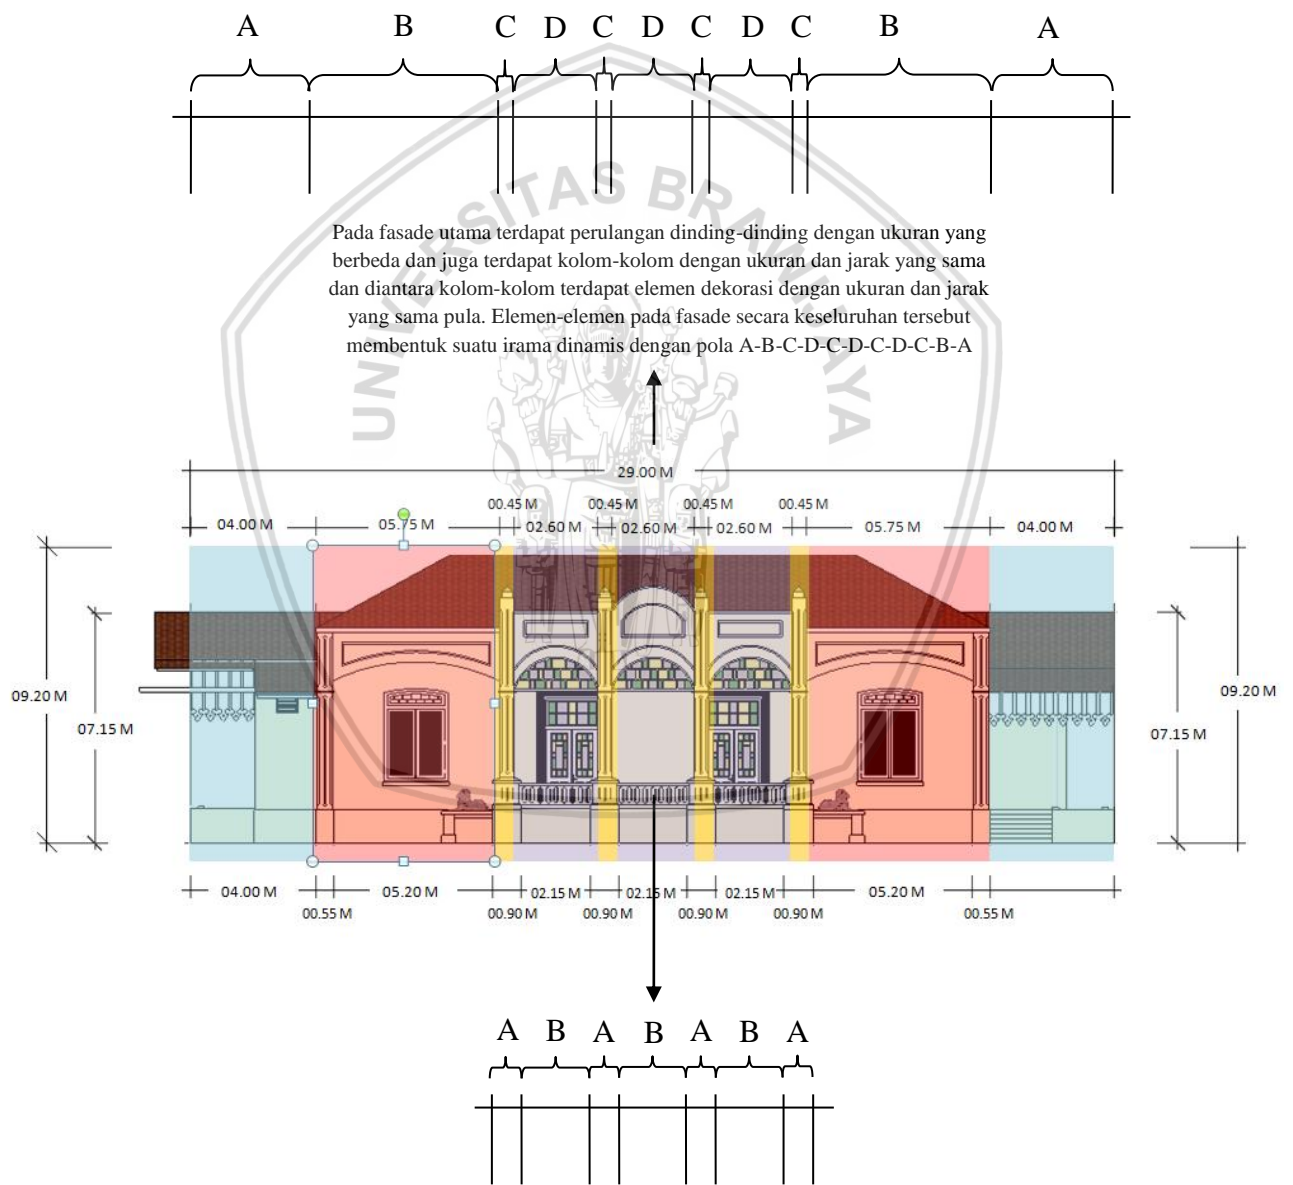 A B C D C D C D C B A
UNIVERSITAS BRAWIJAYA
Pada fasade utama terdapat perulangan dinding-dinding dengan ukuran yang
berbeda dan juga terdapat kolom-kolom dengan ukuran dan jarak yang sama
dan diantara kolom-kolom terdapat elemen dekorasi dengan ukuran dan jarak
yang sama pula. Elemen-elemen pada fasade secara keseluruhan tersebut
membentuk suatu irama dinamis dengan pola A-B-C-D-C-D-C-D-C-B-A
29.00 M
00.45 M 00.45 M 00.45 M 00.45 M
04.00 M 05.75 M 02.60 M 02.60 M 02.60 M 05.75 M 04.00 M
09.20 M 07.15 M 07.15 M 09.20 M
04.00 M 05.20 M 02.15 M 02.15 M 02.15 M 05.20 M 04.00 M
00.55 M 00.90 M 00.90 M 00.90 M 00.90 M 00.55 M
A B A B A B A